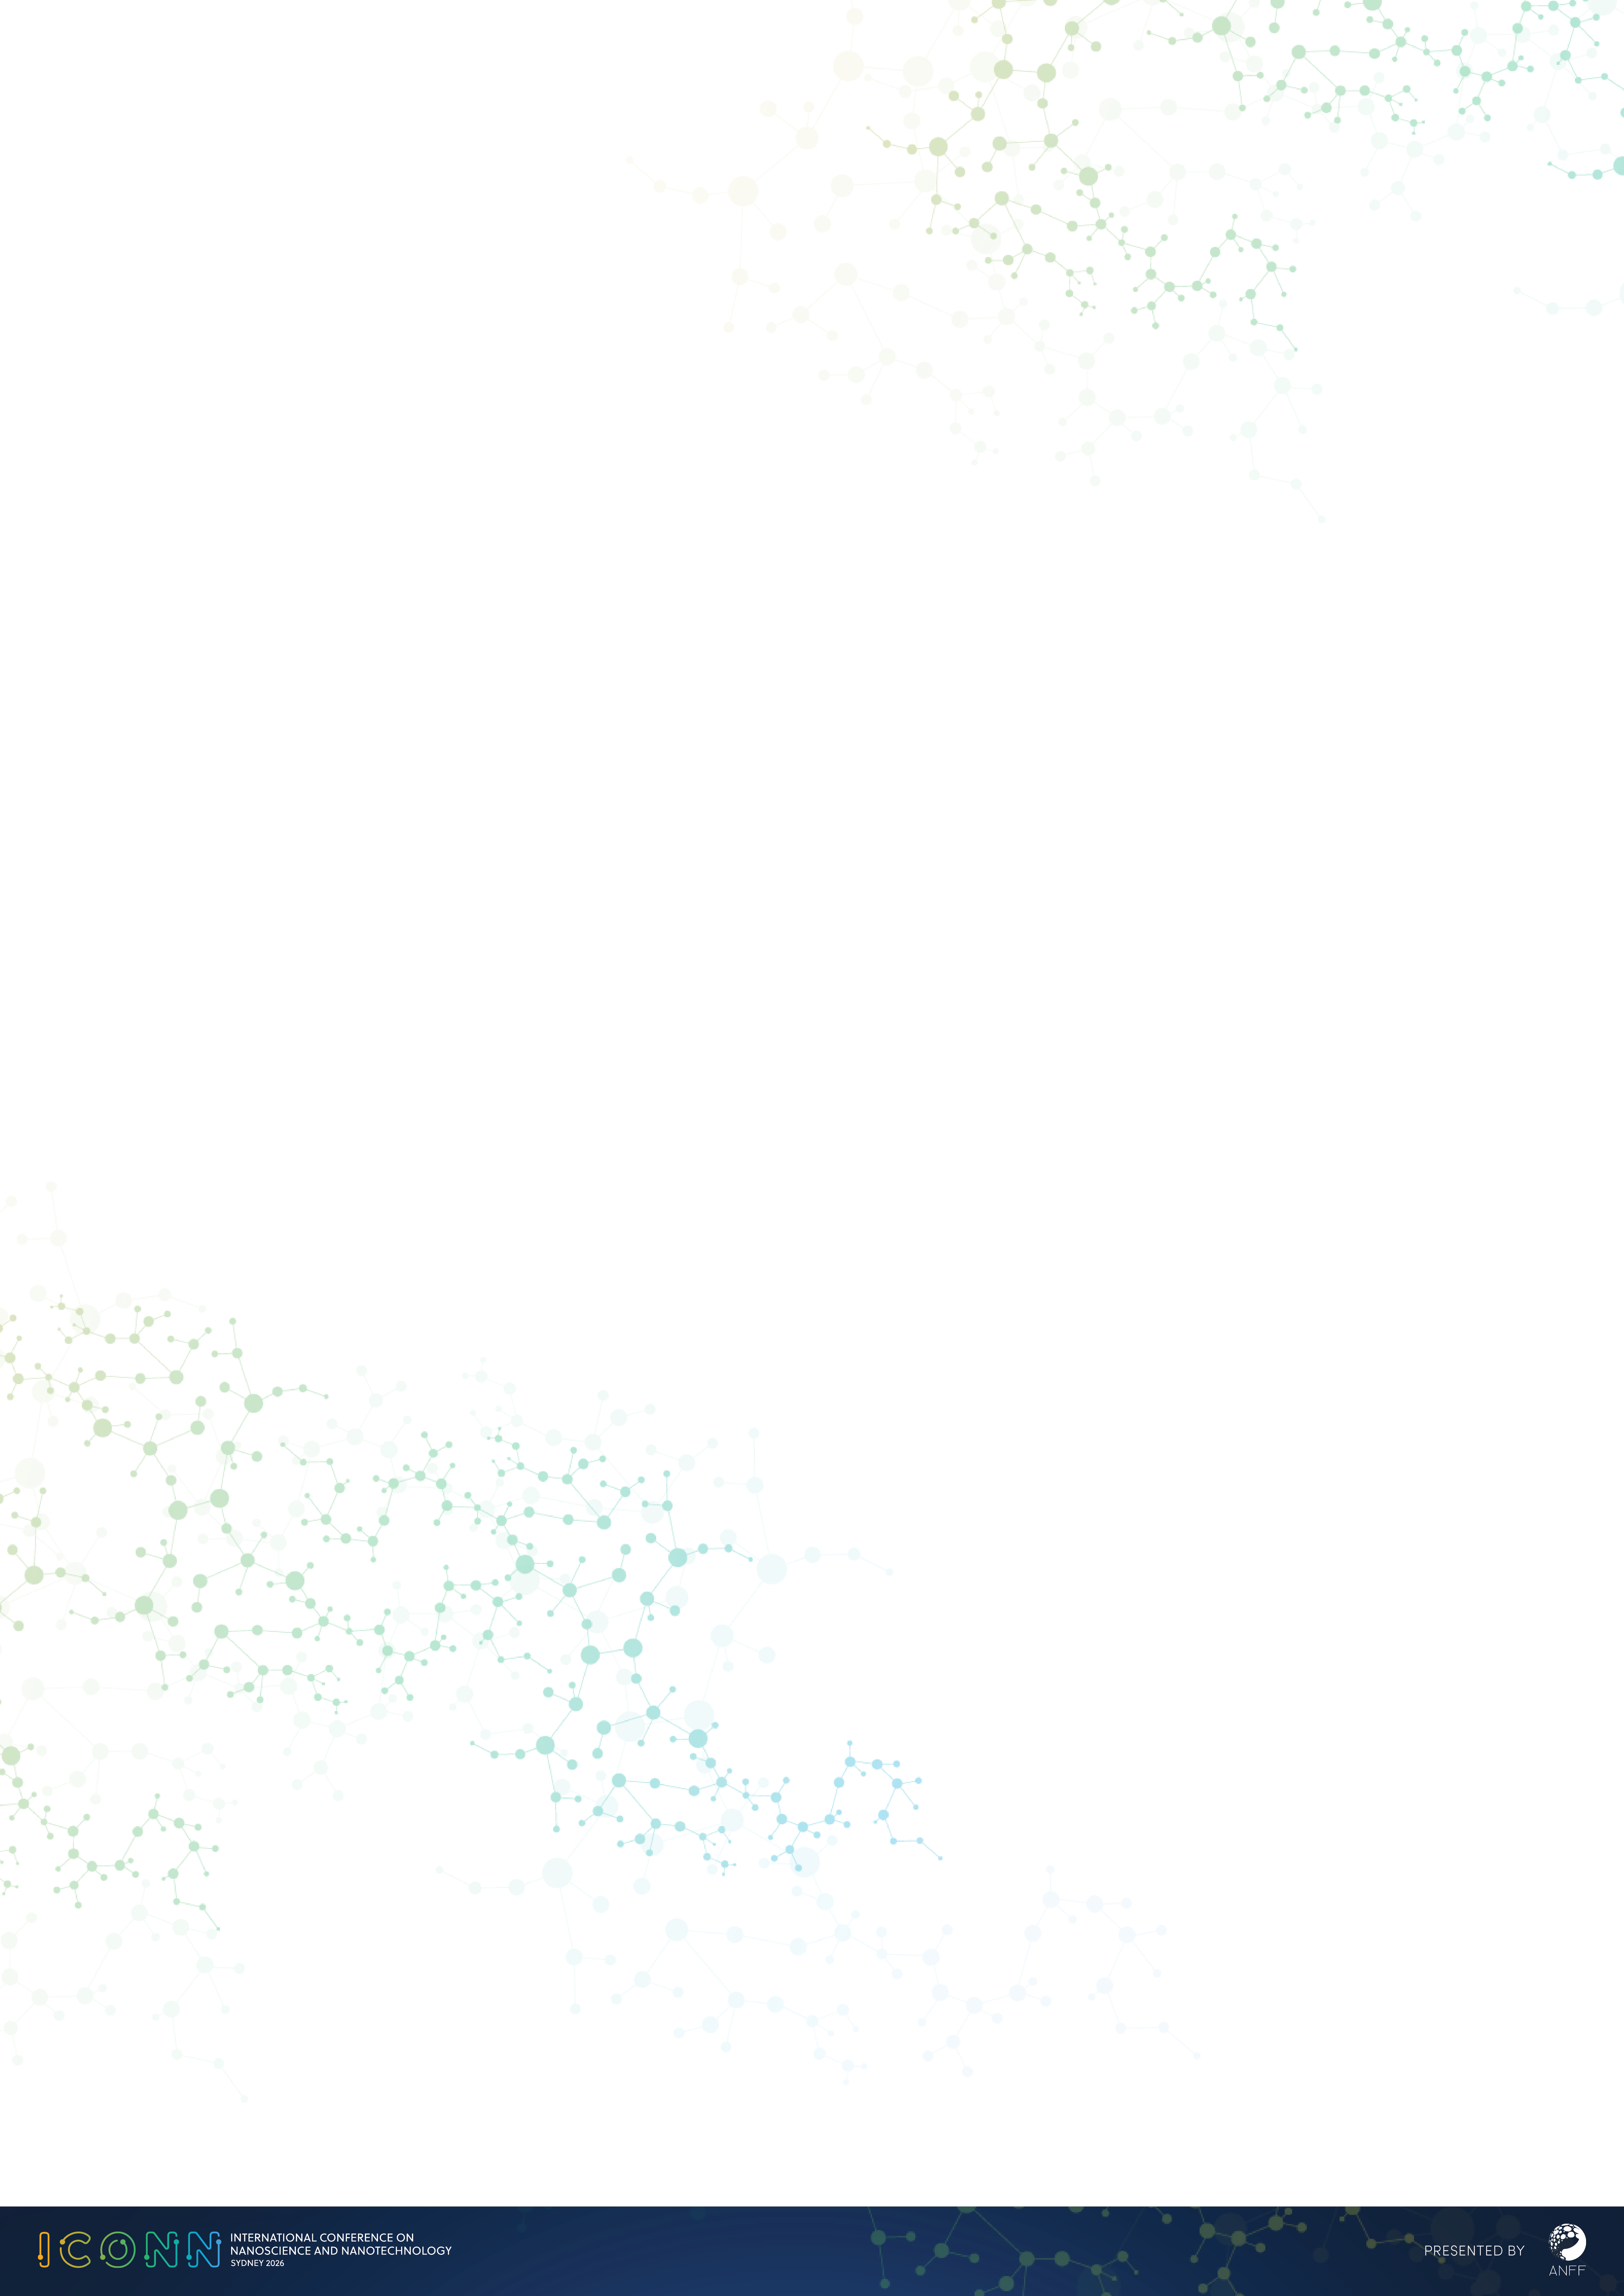 ICONN
INTERNATIONAL CONFERENCE ON
NANOSCIENCE AND NANOTECHNOLOGY
SYDNEY 2026
PRESENTED BY
ANFF